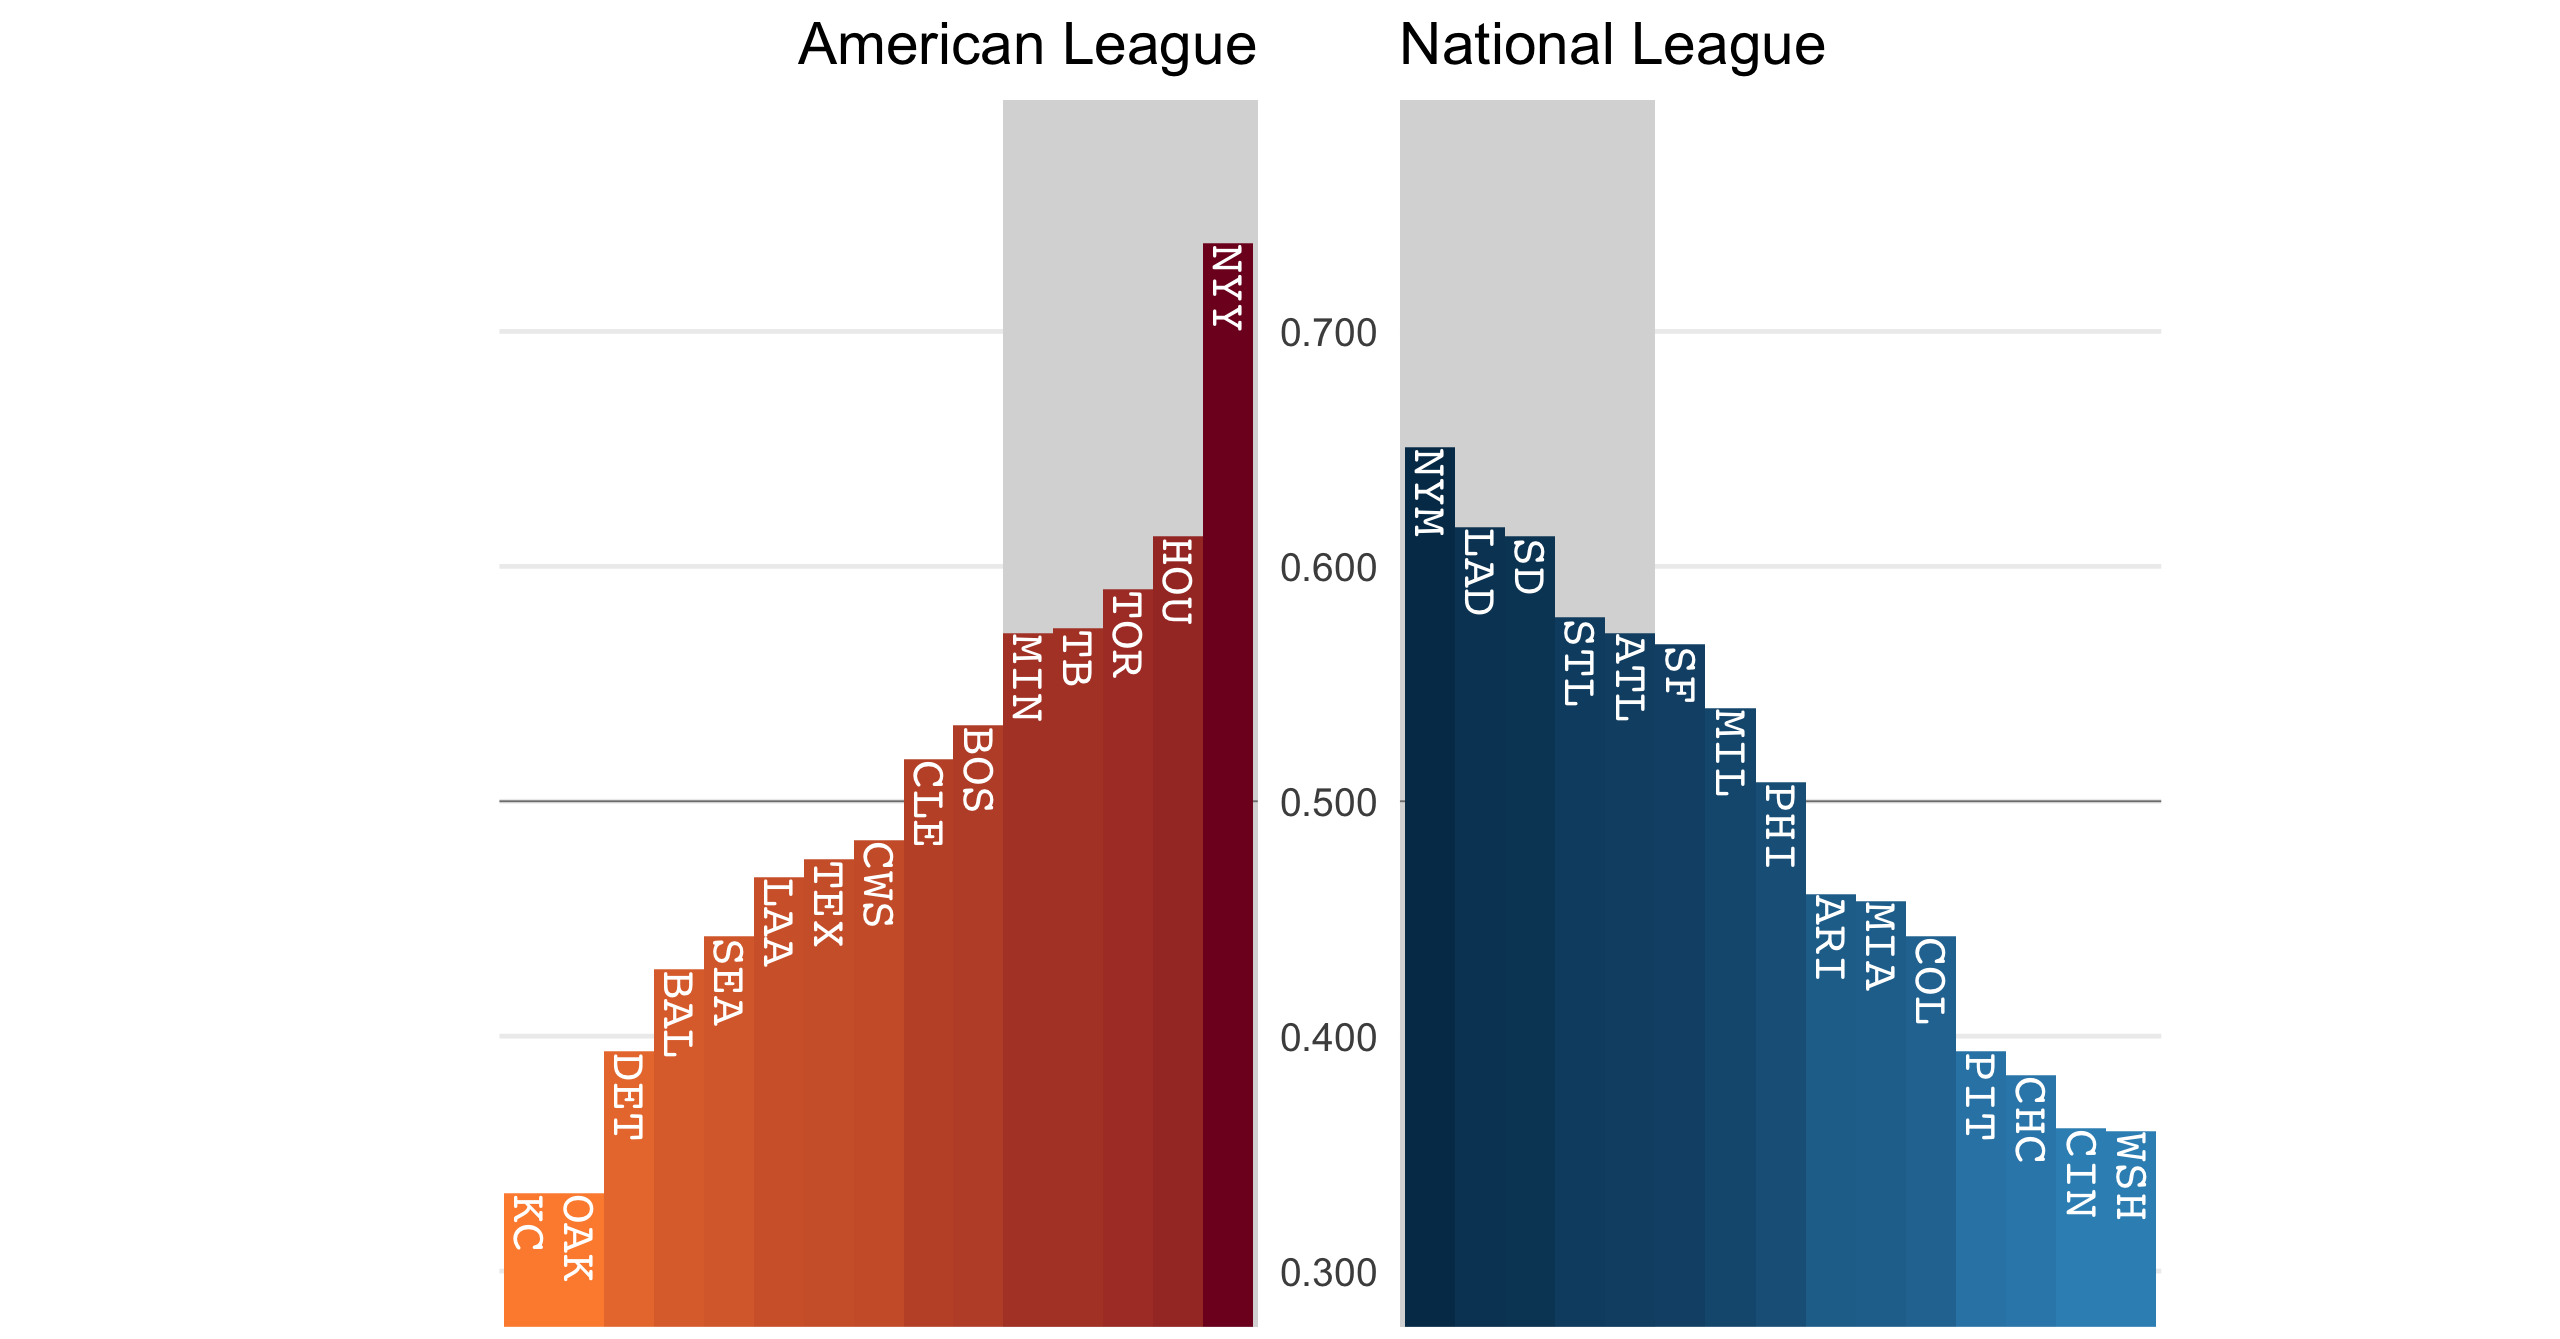 American League
National League
0.700
0.600
0.500
0.400
0.300
KC
OAK
DET
BAL
SEA
LAA
TEX
CWS
CLE
BOS
MIN
TB
TOR
HOU
NYY
NYM
LAD
SD
STL
ATL
SF
MIL
PHI
ARI
MIA
COL
PIT
CHC
CIN
WSH